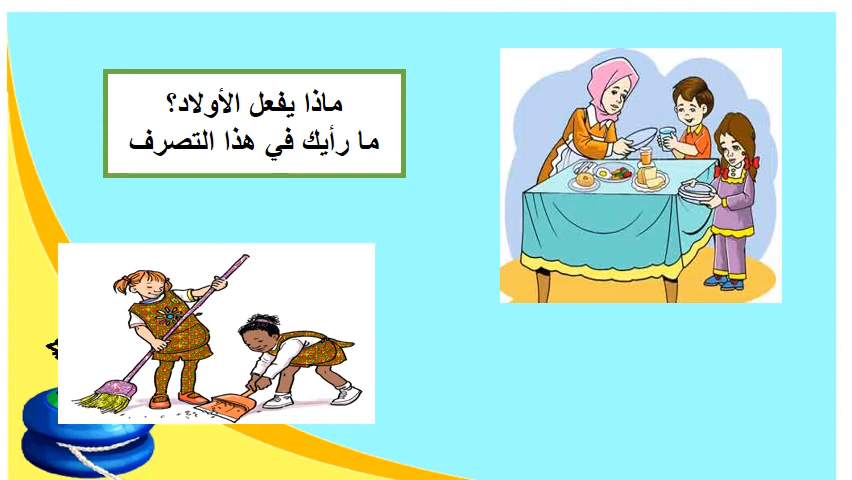 ماذا يفعل الأولاد؟
ما رأيك في هذا التصرف